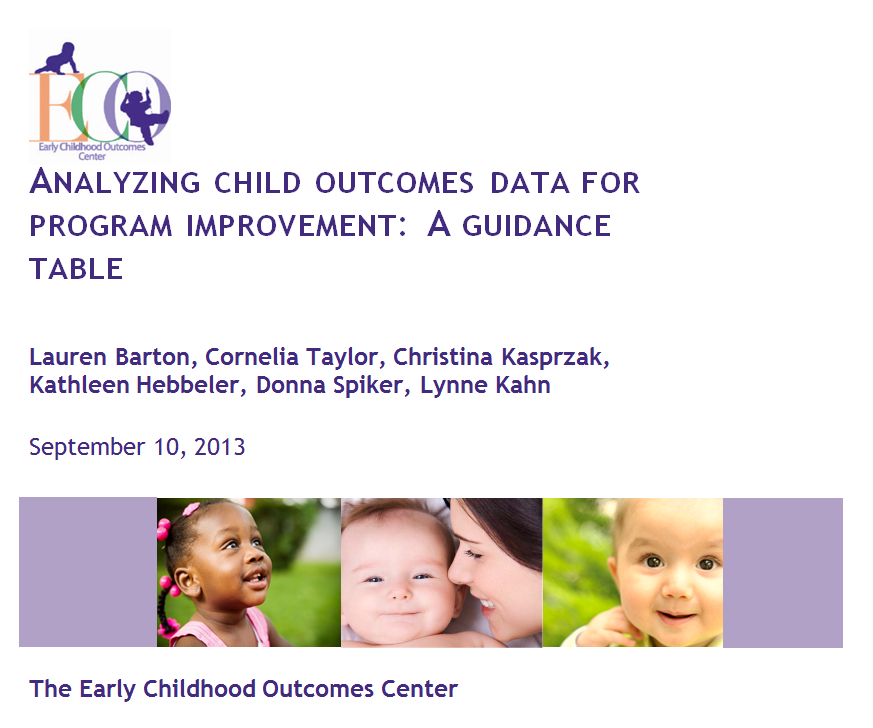 ECO
Early Childhood Outcomes
Center
ANALYZING CHILD OUTCOMES DATA FOR
PROGRAM IMPROVEMENT: A GUIDANCE
TABLE
Lauren Barton, Cornelia Taylor, Christina Kasprzak,
Kathleen Hebbeler, Donna Spiker, Lynne Kahn
September 10, 2013
The Early Childhood Outcomes Center